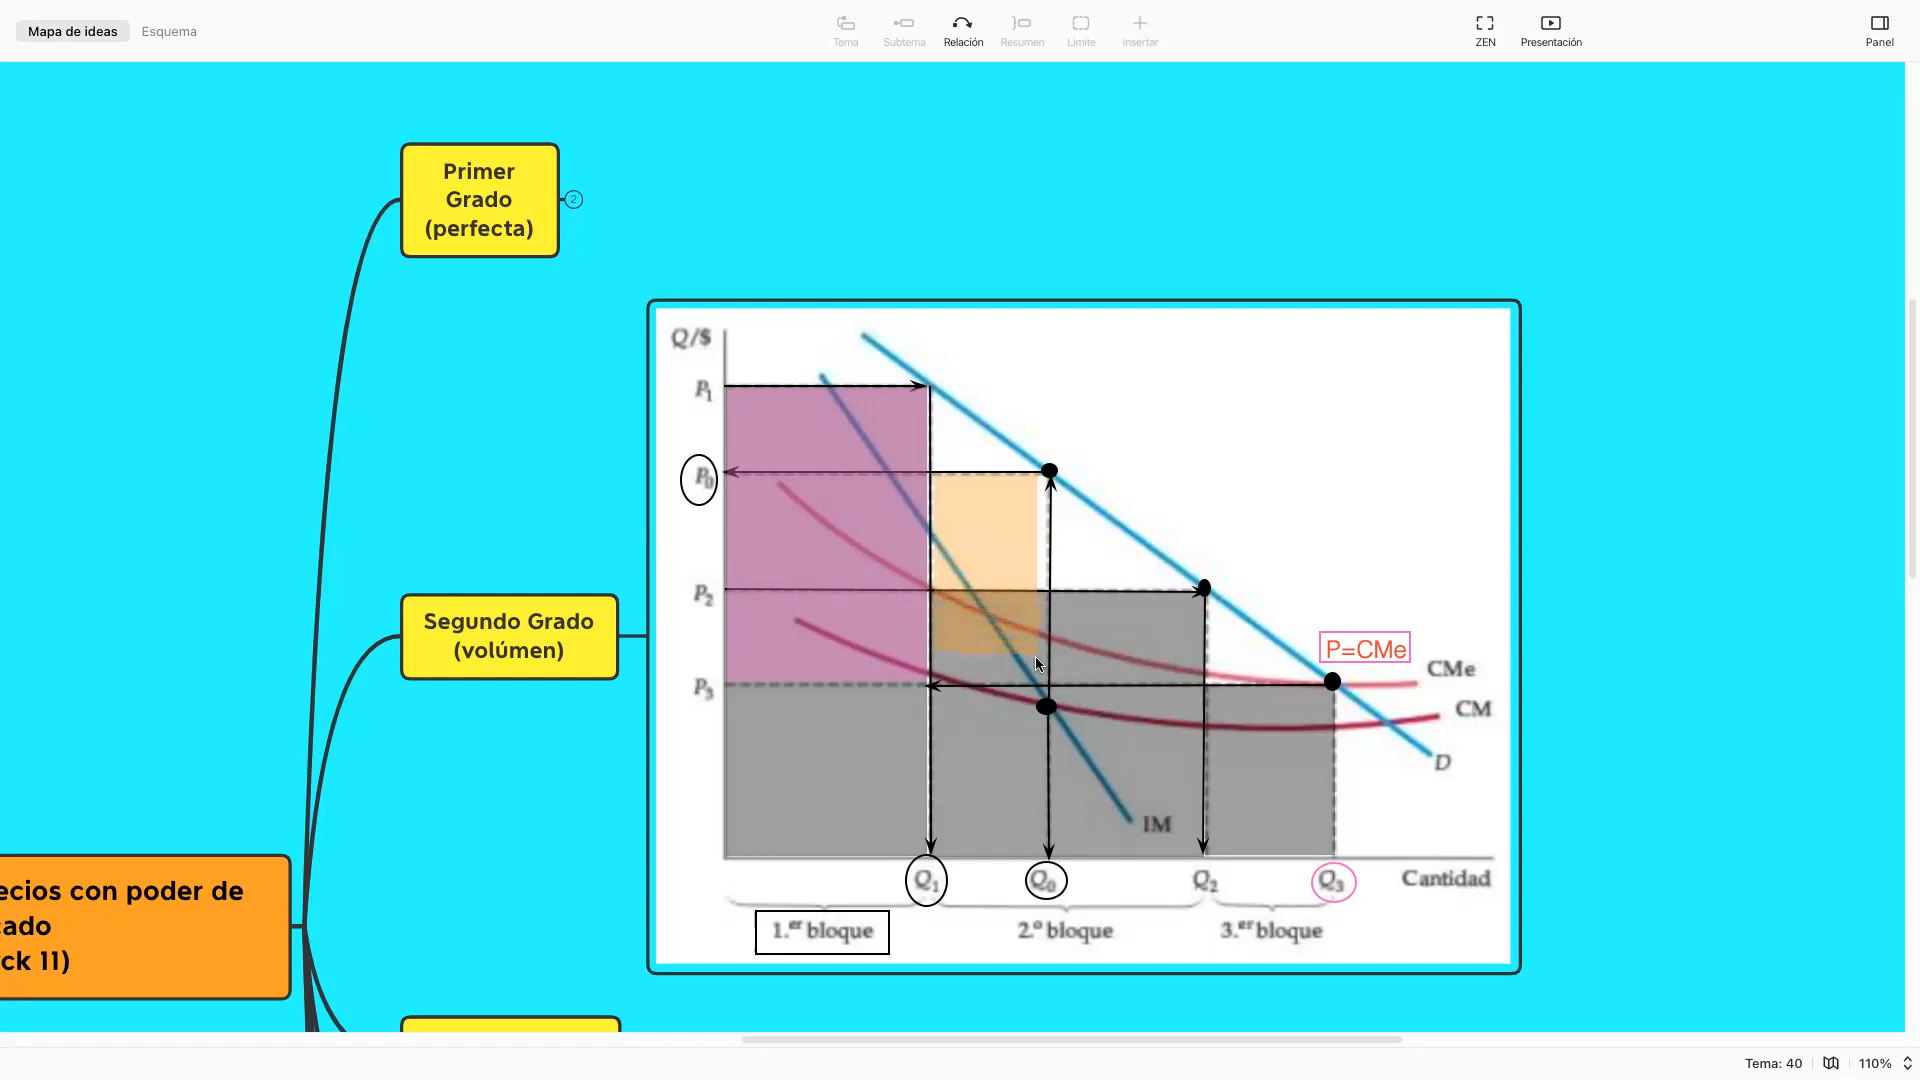 Mapa de ideas
Esquema
Tema
Subtema
Relación
Resumen
Límite
Insertar
ZEN
Presentación
Panel
Primer
Grado
(perfecta)
2
Segundo Grado
(volúmen)
ecios con poder de
cado
ck 11)
Q/$
P1
P0
P2
P3
P=CMe
CMe
CM
D
IM
Q1
Q0
Q2
Q3
Cantidad
1.er bloque
2.º bloque
3.er bloque
Tema: 40
110%